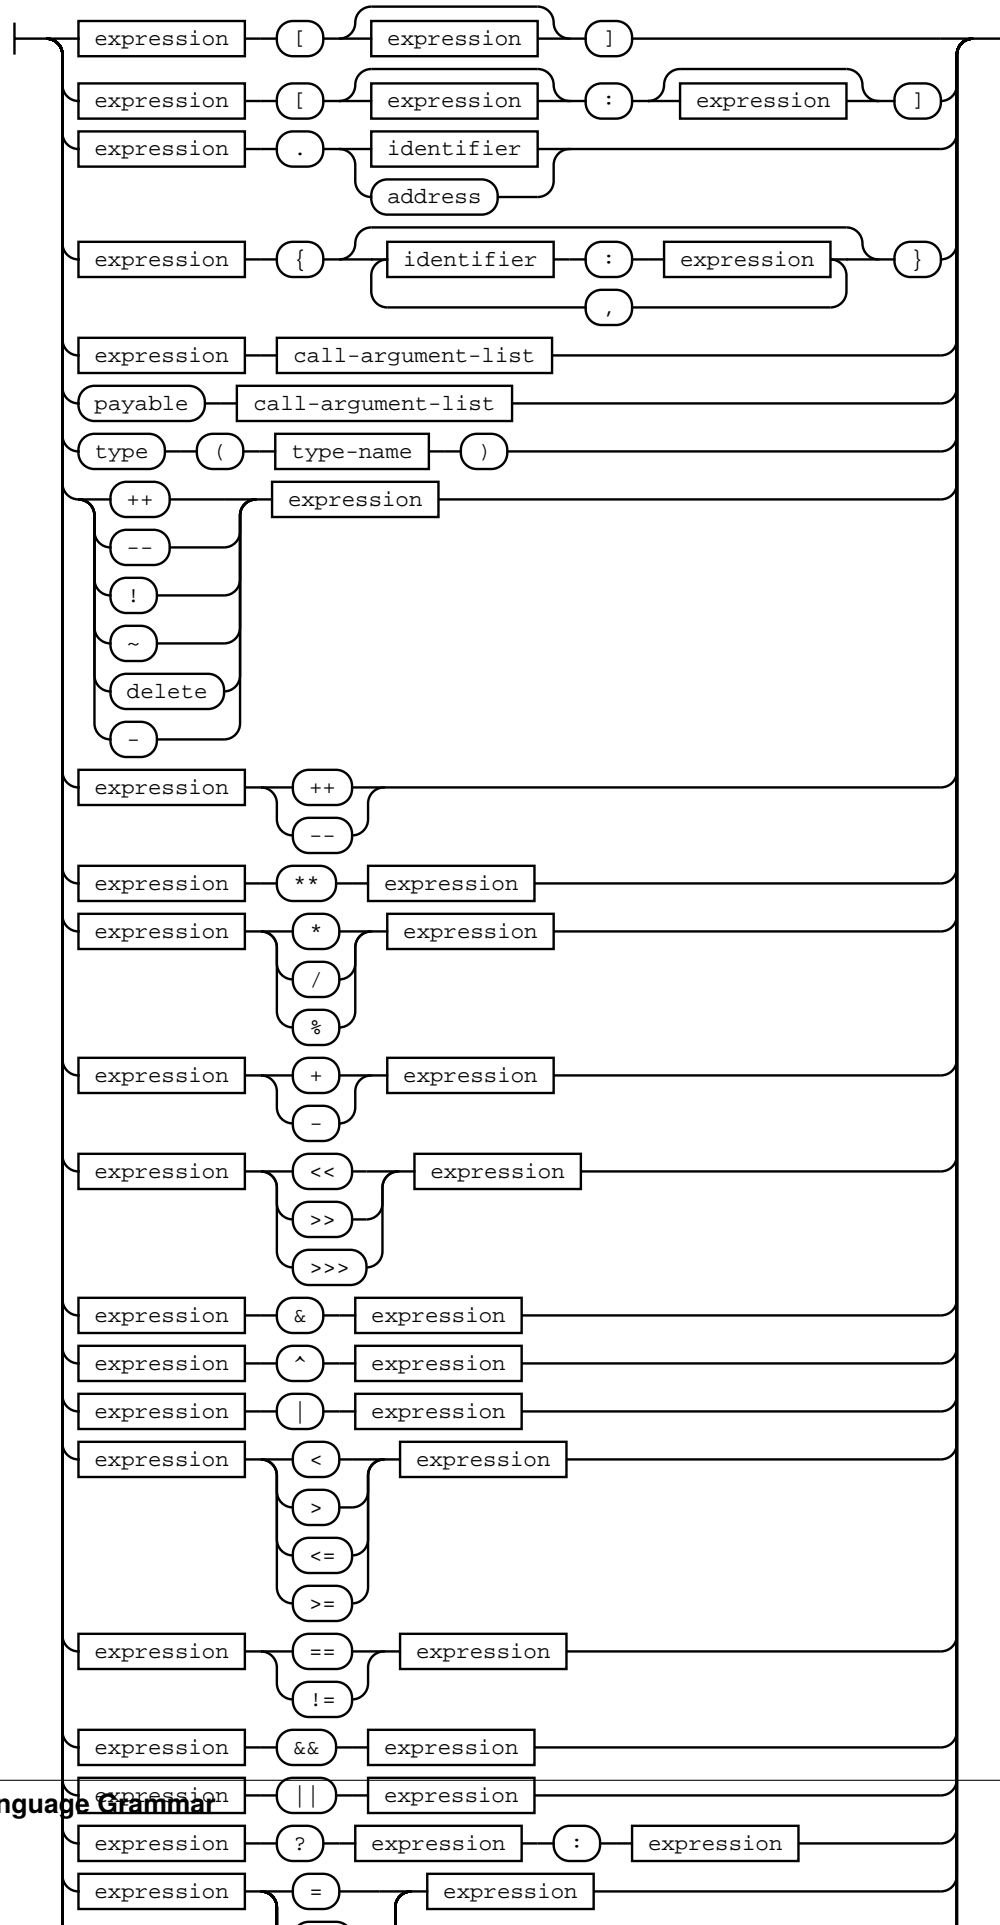 expression [ expression ]
expression [ expression : expression ]
expression . identifier
address
expression { identifier : expression }
,
expression call-argument-list
payable call-argument-list
type ( type-name )
++ expression
--
!
~
delete
-
expression ++
--
expression ** expression
expression * expression
/
%
expression + expression
-
expression << expression
>>
>>>
expression & expression
expression ^ expression
expression | expression
expression < expression
>
<=
>=
expression == expression
!=
expression && expression
expression || expression
nguage Grammar
expression ? expression : expression
expression = expression